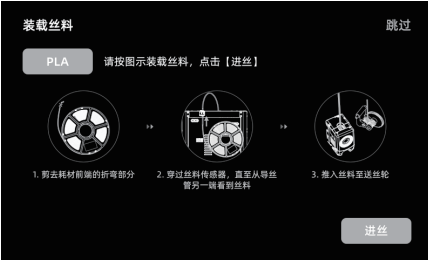 装载丝料
跳过
PLA
请按图示装载丝料，点击【进丝】
1. 剪去耗材前端的折弯部分
2. 穿过丝料传感器，直至从导丝
管另一端看到丝料
3. 推入丝料至送丝轮
进丝